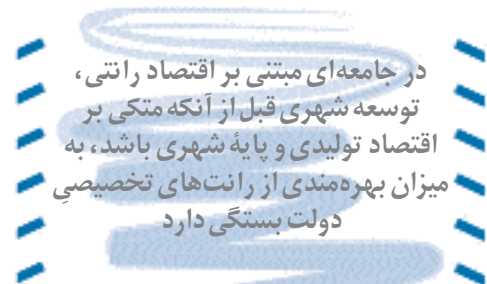 در جامعه‌ای مبتنی بر اقتصاد رانتی،
توسعه شهری قبل از آنکه متکی بر
اقتصاد تولیدی و پایۀ شهری باشد، به
میزان بهره‌مندی از رانت‌های تخصیصیِ
دولت بستگی دارد